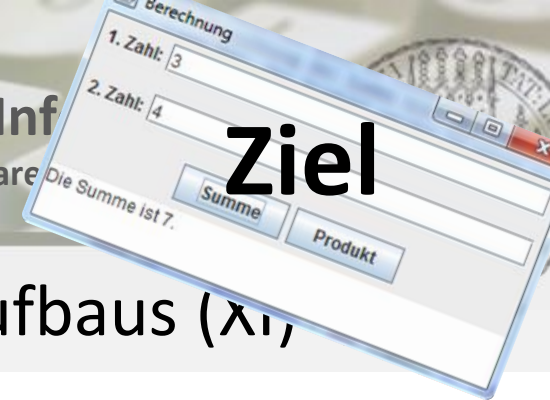 Berechnung
1. Zahl: 3
2. Zahl: 4
Ziel
Summe
Produkt
Die Summe ist 7.
Inf
are
ufbaus (XI)